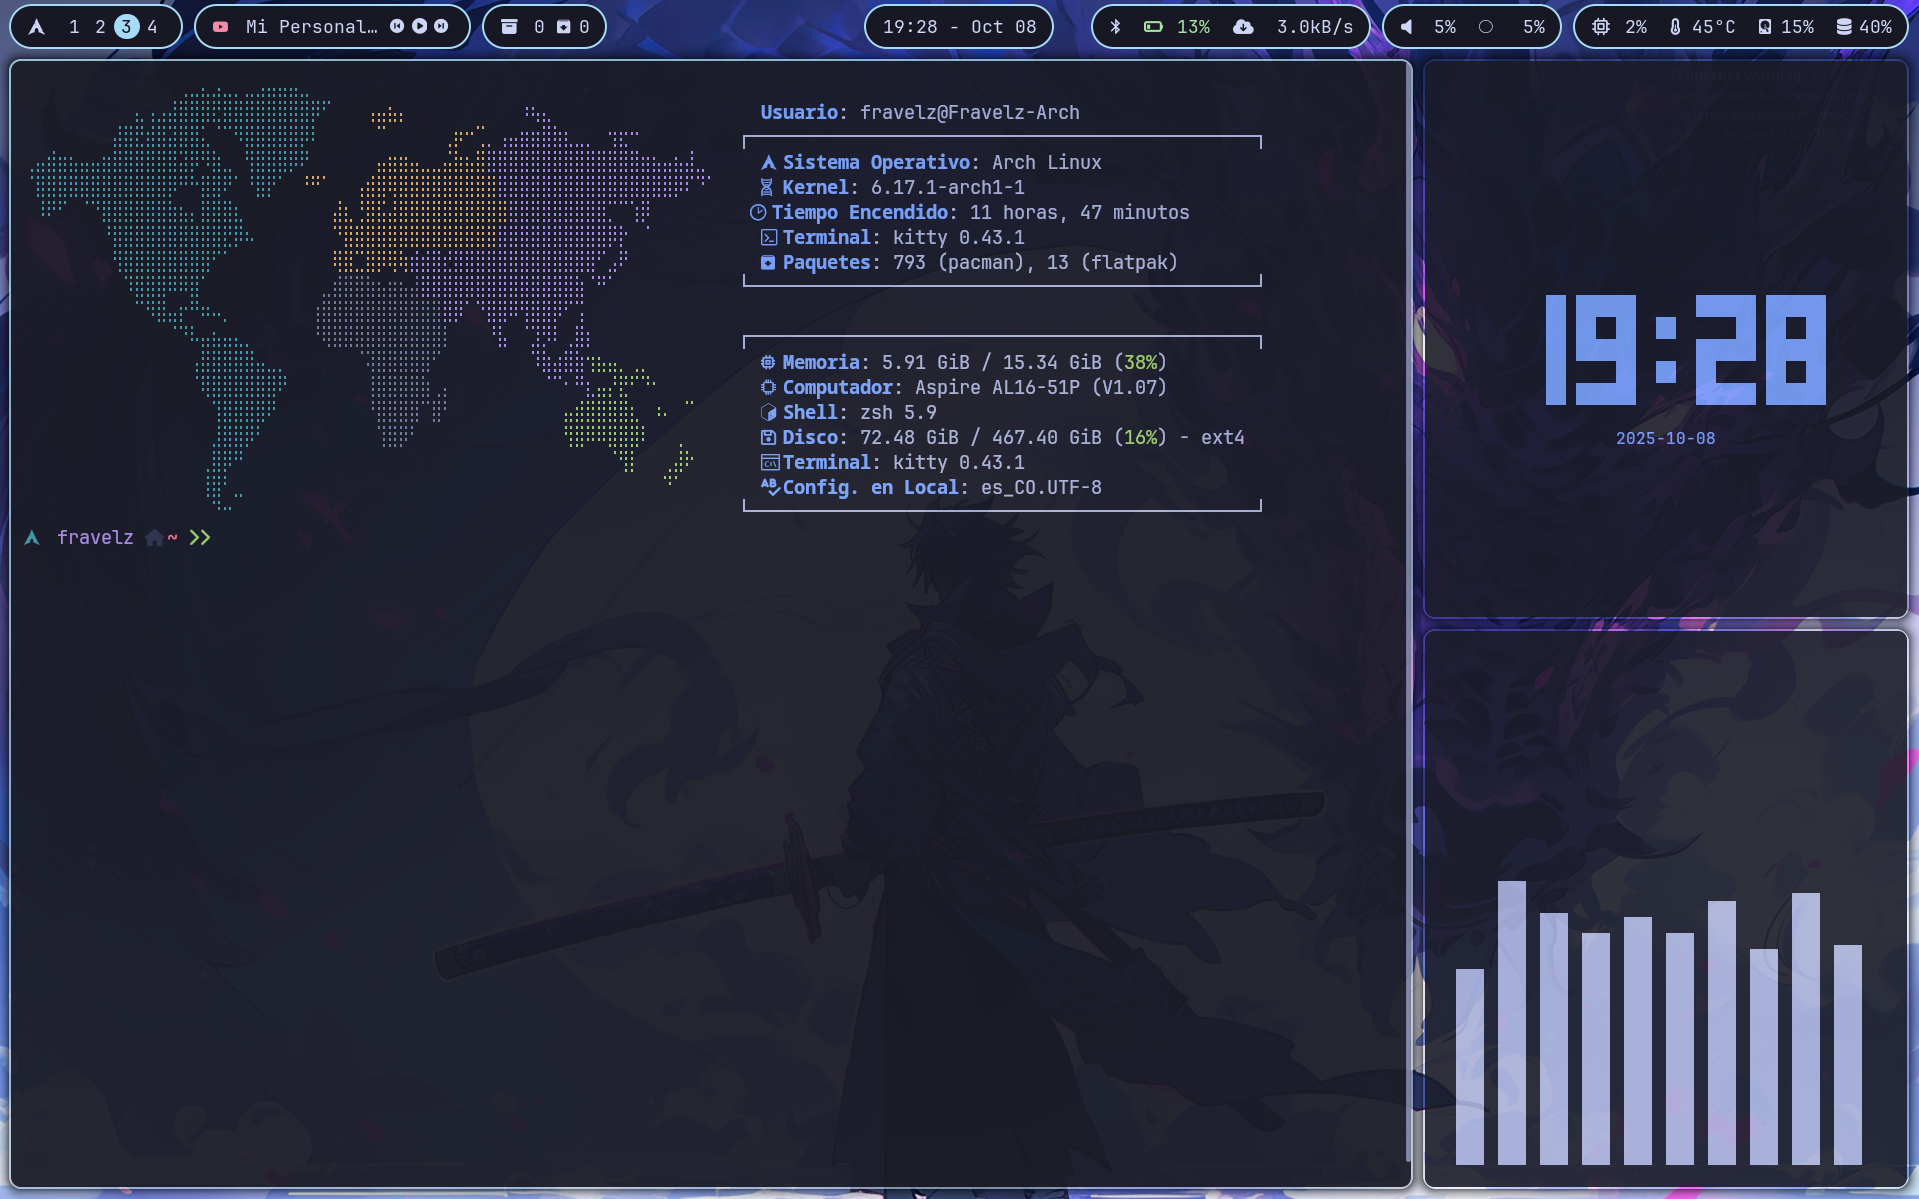 1 2 3 4
Mi Personal…
0 0
19:28 - Oct 08
13% 3.0kB/s
5% 5%
2% 45°C 15% 40%
Usuario: fravelz@Fravelz-Arch
Sistema Operativo: Arch Linux
Kernel: 6.17.1-arch1-1
Tiempo Encendido: 11 horas, 47 minutos
Terminal: kitty 0.43.1
Paquetes: 793 (pacman), 13 (flatpak)
Memoria: 5.91 GiB / 15.34 GiB (38%)
Computador: Aspire AL16-51P (V1.07)
Shell: zsh 5.9
Disco: 72.48 GiB / 467.40 GiB (16%) - ext4
Terminal: kitty 0.43.1
Config. en Local: es_CO.UTF-8
fravelz ~ >>
19:28
2025-10-08